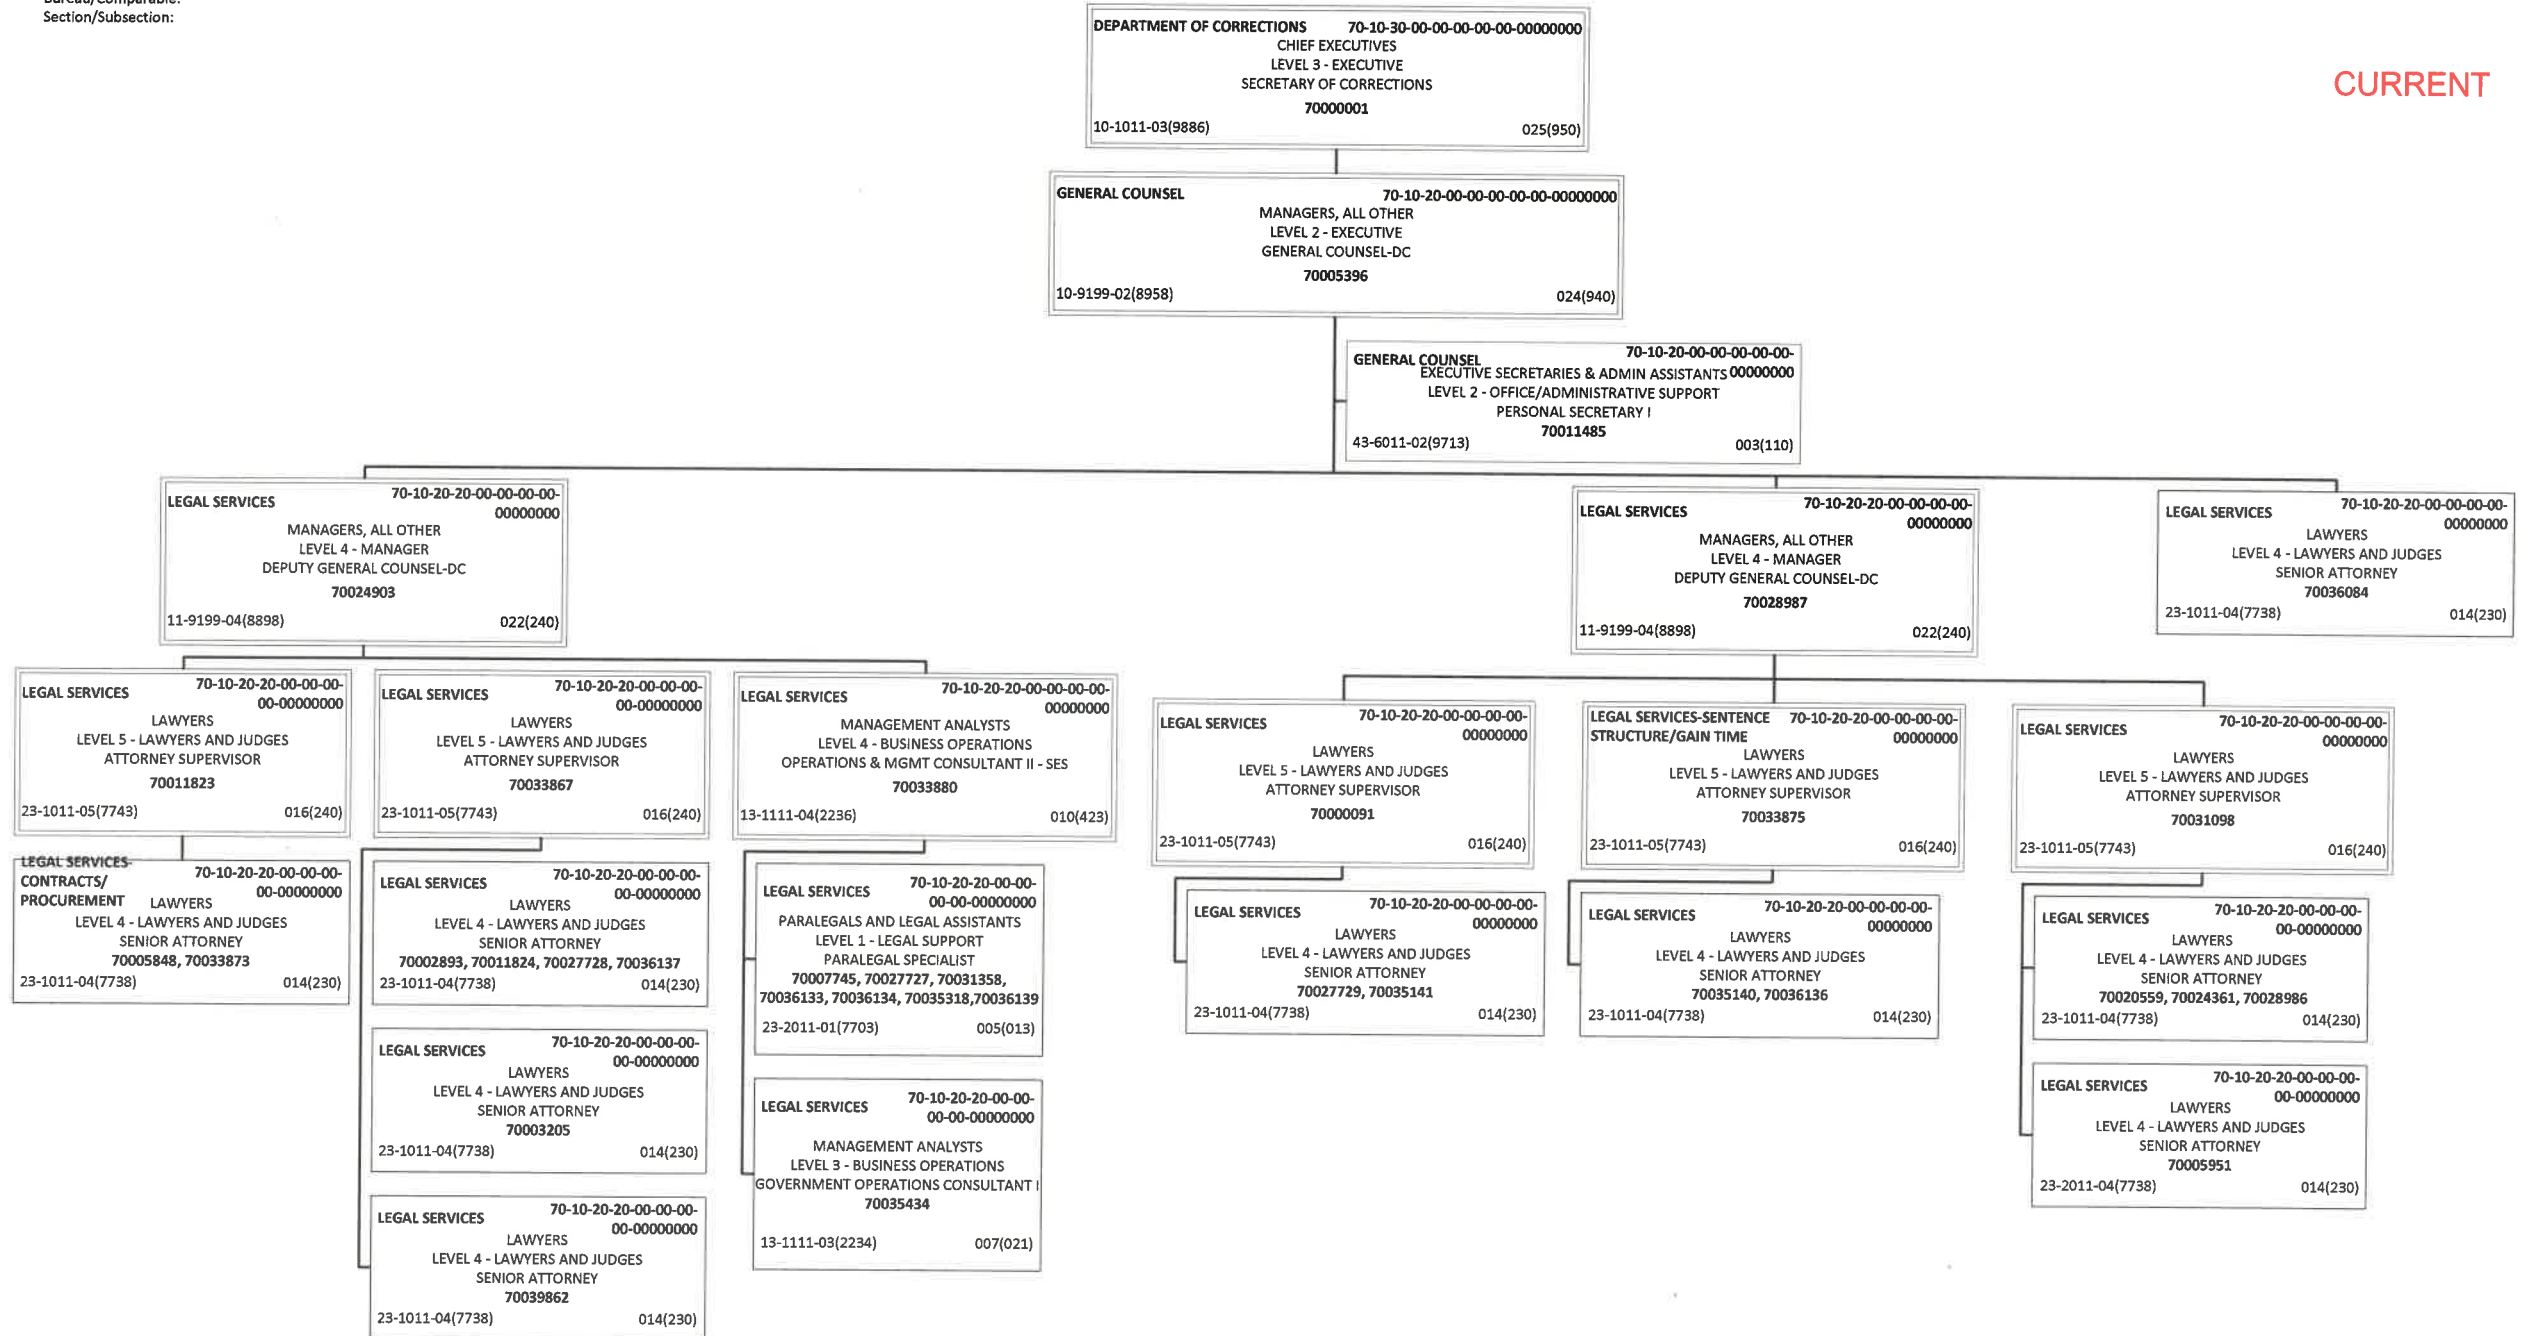 Bureau/Comparable:
Section/Subsection:
CURRENT
DEPARTMENT OF CORRECTIONS 70-10-30-00-00-00-00-00-00000000
CHIEF EXECUTIVES
LEVEL 3 - EXECUTIVE
SECRETARY OF CORRECTIONS
70000001
10-1011-03(9886) 025(950)
GENERAL COUNSEL 70-10-20-00-00-00-00-00-00000000
MANAGERS, ALL OTHER
LEVEL 2 - EXECUTIVE
GENERAL COUNSEL-DC
70005396
10-9199-02(8958) 024(940)
70-10-20-00-00-00-00-00-
GENERAL COUNSEL
EXECUTIVE SECRETARIES & ADMIN ASSISTANTS 00000000
LEVEL 2 - OFFICE/ADMINISTRATIVE SUPPORT
PERSONAL SECRETARY I
70011485
43-6011-02(9713) 003(110)
LEGAL SERVICES 70-10-20-20-00-00-00-00-
00000000
MANAGERS, ALL OTHER
LEVEL 4 - MANAGER
DEPUTY GENERAL COUNSEL-DC
70024903
11-9199-04(8898) 022(240)
LEGAL SERVICES 70-10-20-20-00-00-00-00-
00000000
MANAGERS, ALL OTHER
LEVEL 4 - MANAGER
DEPUTY GENERAL COUNSEL-DC
70028987
11-9199-04(8898) 022(240)
LEGAL SERVICES 70-10-20-20-00-00-00-00-
00000000
LAWYERS
LEVEL 4 - LAWYERS AND JUDGES
SENIOR ATTORNEY
70036084
23-1011-04(7738) 014(230)
LEGAL SERVICES 70-10-20-20-00-00-00-
00-00000000
LAWYERS
LEVEL 5 - LAWYERS AND JUDGES
ATTORNEY SUPERVISOR
70011823
23-1011-05(7743) 016(240)
LEGAL SERVICES 70-10-20-20-00-00-00-
00-00000000
LAWYERS
LEVEL 5 - LAWYERS AND JUDGES
ATTORNEY SUPERVISOR
70033867
23-1011-05(7743) 016(240)
LEGAL SERVICES 70-10-20-20-00-00-00-00-
00000000
MANAGEMENT ANALYSTS
LEVEL 4 - BUSINESS OPERATIONS
OPERATIONS & MGMT CONSULTANT II - SES
70033880
13-1111-04(2236) 010(423)
LEGAL SERVICES 70-10-20-20-00-00-00-00-
00000000
LAWYERS
LEVEL 5 - LAWYERS AND JUDGES
ATTORNEY SUPERVISOR
70000091
23-1011-05(7743) 016(240)
LEGAL SERVICES-SENTENCE 70-10-20-20-00-00-00-00-
STRUCTURE/GAIN TIME 00000000
LAWYERS
LEVEL 5 - LAWYERS AND JUDGES
ATTORNEY SUPERVISOR
70033875
23-1011-05(7743) 016(240)
LEGAL SERVICES 70-10-20-20-00-00-00-00-
00000000
LAWYERS
LEVEL 5 - LAWYERS AND JUDGES
ATTORNEY SUPERVISOR
70031098
23-1011-05(7743) 016(240)
LEGAL SERVICES-
CONTRACTS/ 70-10-20-20-00-00-00-
00-00000000
PROCUREMENT LAWYERS
LEVEL 4 - LAWYERS AND JUDGES
SENIOR ATTORNEY
70005848, 70033873
23-1011-04(7738) 014(230)
LEGAL SERVICES 70-10-20-20-00-00-00-
00-00000000
LAWYERS
LEVEL 4 - LAWYERS AND JUDGES
SENIOR ATTORNEY
70002893, 70011824, 70027728, 70036137
23-1011-04(7738) 014(230)
LEGAL SERVICES 70-10-20-20-00-00-00-
00-00000000
LAWYERS
LEVEL 4 - LAWYERS AND JUDGES
SENIOR ATTORNEY
70003205
23-1011-04(7738) 014(230)
LEGAL SERVICES 70-10-20-20-00-00-00-
00-00000000
LAWYERS
LEVEL 4 - LAWYERS AND JUDGES
SENIOR ATTORNEY
70039862
23-1011-04(7738) 014(230)
LEGAL SERVICES 70-10-20-20-00-00-
00-00-00000000
PARALEGALS AND LEGAL ASSISTANTS
LEVEL 1 - LEGAL SUPPORT
PARALEGAL SPECIALIST
70007745, 70027727, 70031358,
70036133, 70036134, 70035318,70036139
23-2011-01(7703) 005(013)
LEGAL SERVICES 70-10-20-20-00-00-
00-00-00000000
MANAGEMENT ANALYSTS
LEVEL 3 - BUSINESS OPERATIONS
GOVERNMENT OPERATIONS CONSULTANT I
70035434
13-1111-03(2234) 007(021)
LEGAL SERVICES 70-10-20-20-00-00-00-00-
00000000
LAWYERS
LEVEL 4 - LAWYERS AND JUDGES
SENIOR ATTORNEY
70027729, 70035141
23-1011-04(7738) 014(230)
LEGAL SERVICES 70-10-20-20-00-00-00-00-
00000000
LAWYERS
LEVEL 4 - LAWYERS AND JUDGES
SENIOR ATTORNEY
70035140, 70036136
23-1011-04(7738) 014(230)
LEGAL SERVICES 70-10-20-20-00-00-00-
00-00000000
LAWYERS
LEVEL 4 - LAWYERS AND JUDGES
SENIOR ATTORNEY
70020559, 70024361, 70028986
23-1011-04(7738) 014(230)
LEGAL SERVICES 70-10-20-20-00-00-00-
00-00000000
LAWYERS
LEVEL 4 - LAWYERS AND JUDGES
SENIOR ATTORNEY
70005951
23-2011-04(7738) 014(230)